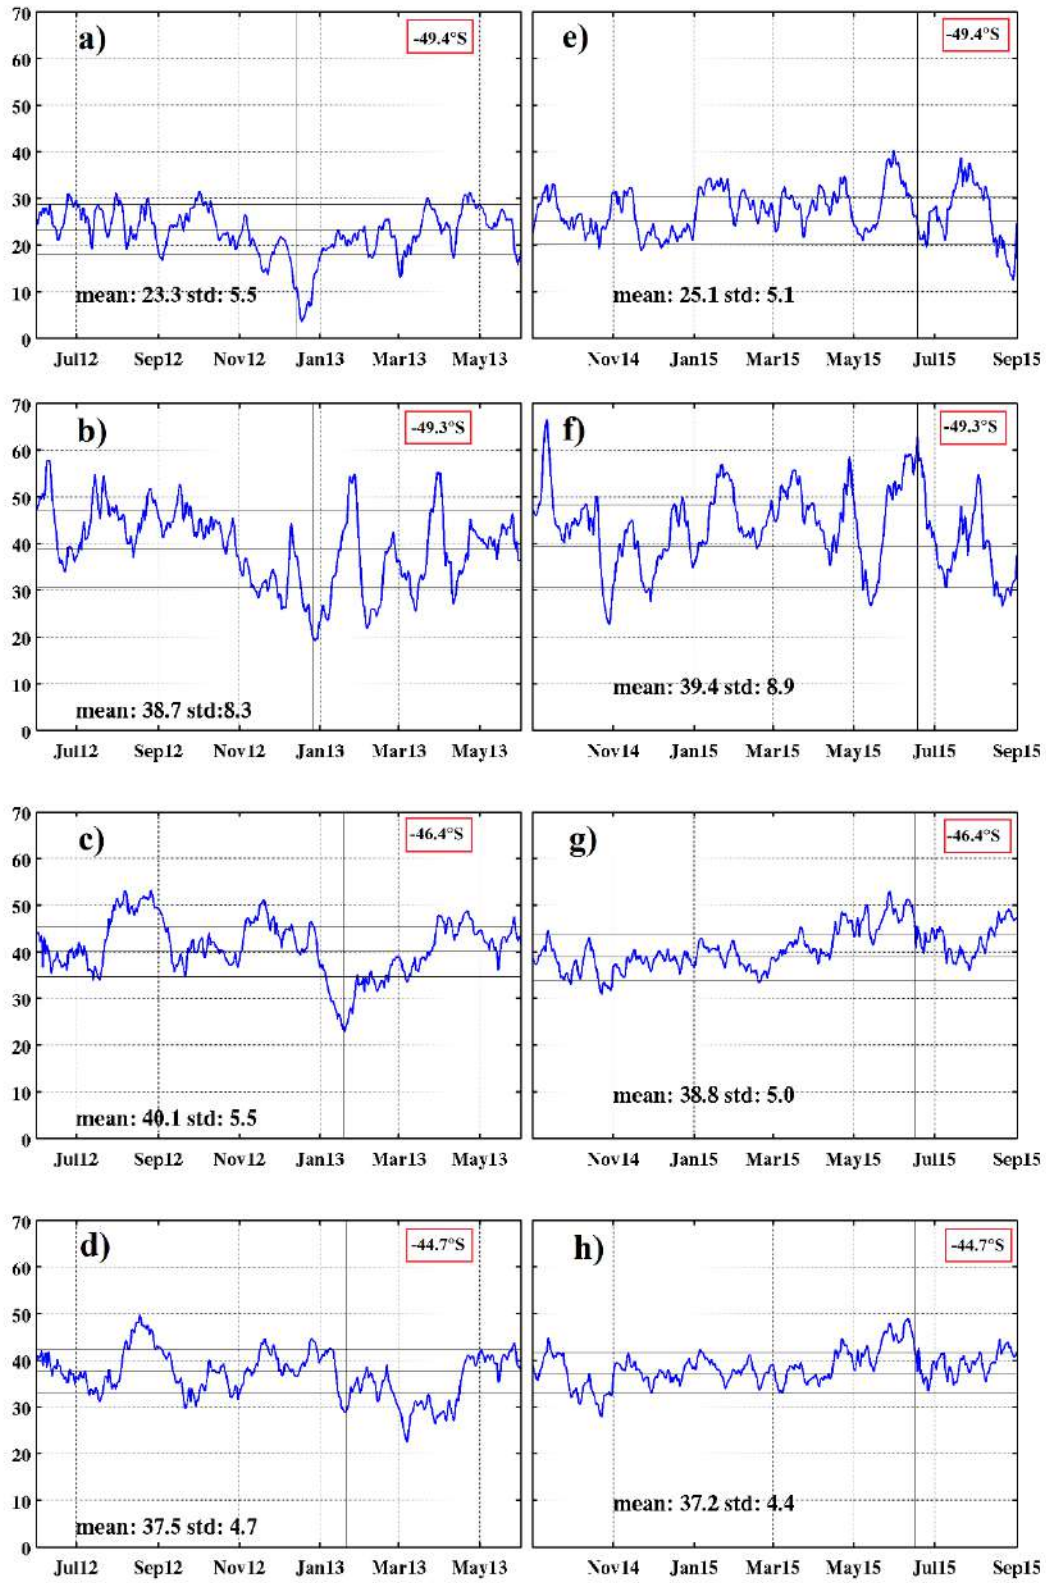 a)
-49.4°S
70
60
50
40
30
20
10
0
mean: 23.3 std: 5.5
Jul12 Sep12 Nov12 Jan13 Mar13 May13
e)
-49.4°S
mean: 25.1 std: 5.1
Nov14 Jan15 Mar15 May15 Jul15 Sep15
b)
-49.3°S
70
60
50
40
30
20
10
0
mean: 38.7 std:8.3
Jul12 Sep12 Nov12 Jan13 Mar13 May13
f)
-49.3°S
mean: 39.4 std: 8.9
Nov14 Jan15 Mar15 May15 Jul15 Sep15
c)
-46.4°S
70
60
50
40
30
20
10
0
mean: 40.1 std: 5.5
Jul12 Sep12 Nov12 Jan13 Mar13 May13
g)
-46.4°S
mean: 38.8 std: 5.0
Nov14 Jan15 Mar15 May15 Jul15 Sep15
d)
-44.7°S
70
60
50
40
30
20
10
0
mean: 37.5 std: 4.7
Jul12 Sep12 Nov12 Jan13 Mar13 May13
h)
-44.7°S
mean: 37.2 std: 4.4
Nov14 Jan15 Mar15 May15 Jul15 Sep15